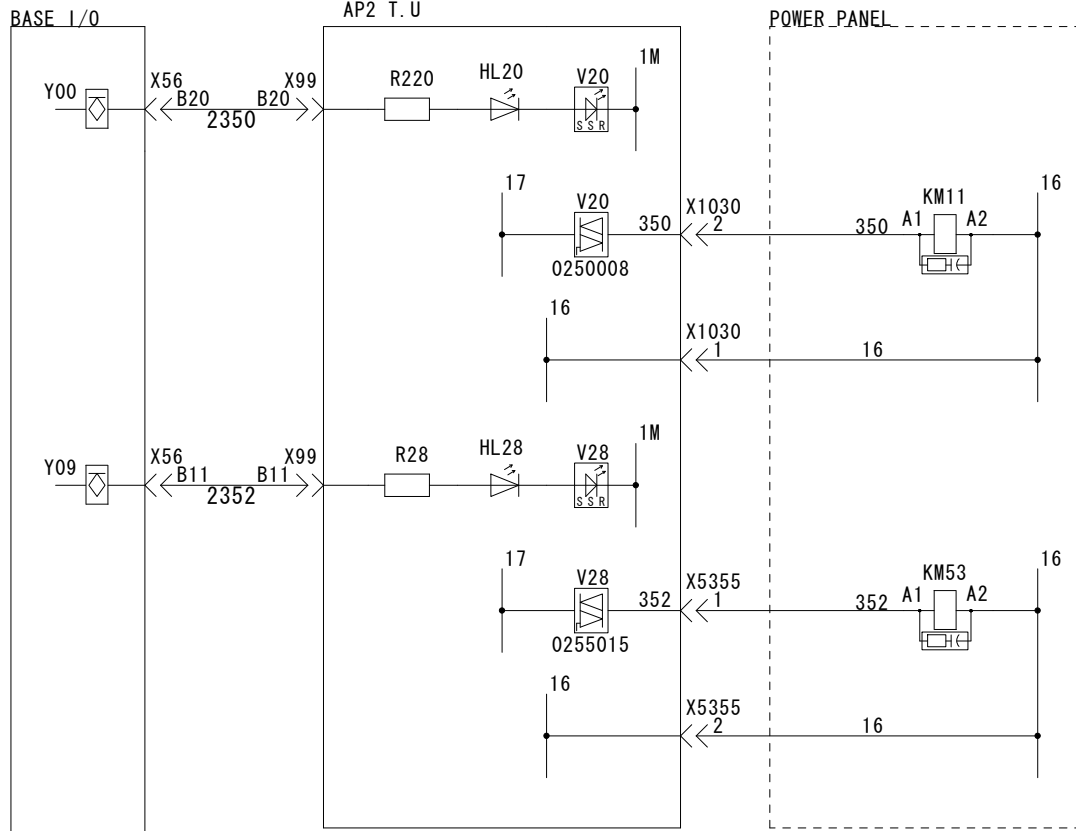 BASE I/O
AP2 T.U
POWER PANEL
Y00
X56
B20
2350
B20
X99
R220
HL20
V20
SSR
1M
17
V20
0250008
350
X1030
2
350
A1
KM11
A2
16
16
X1030
1
16
Y09
X56
B11
2352
B11
X99
R28
HL28
V28
SSR
1M
17
V28
0255015
352
X5355
1
352
A1
KM53
A2
16
16
X5355
2
16